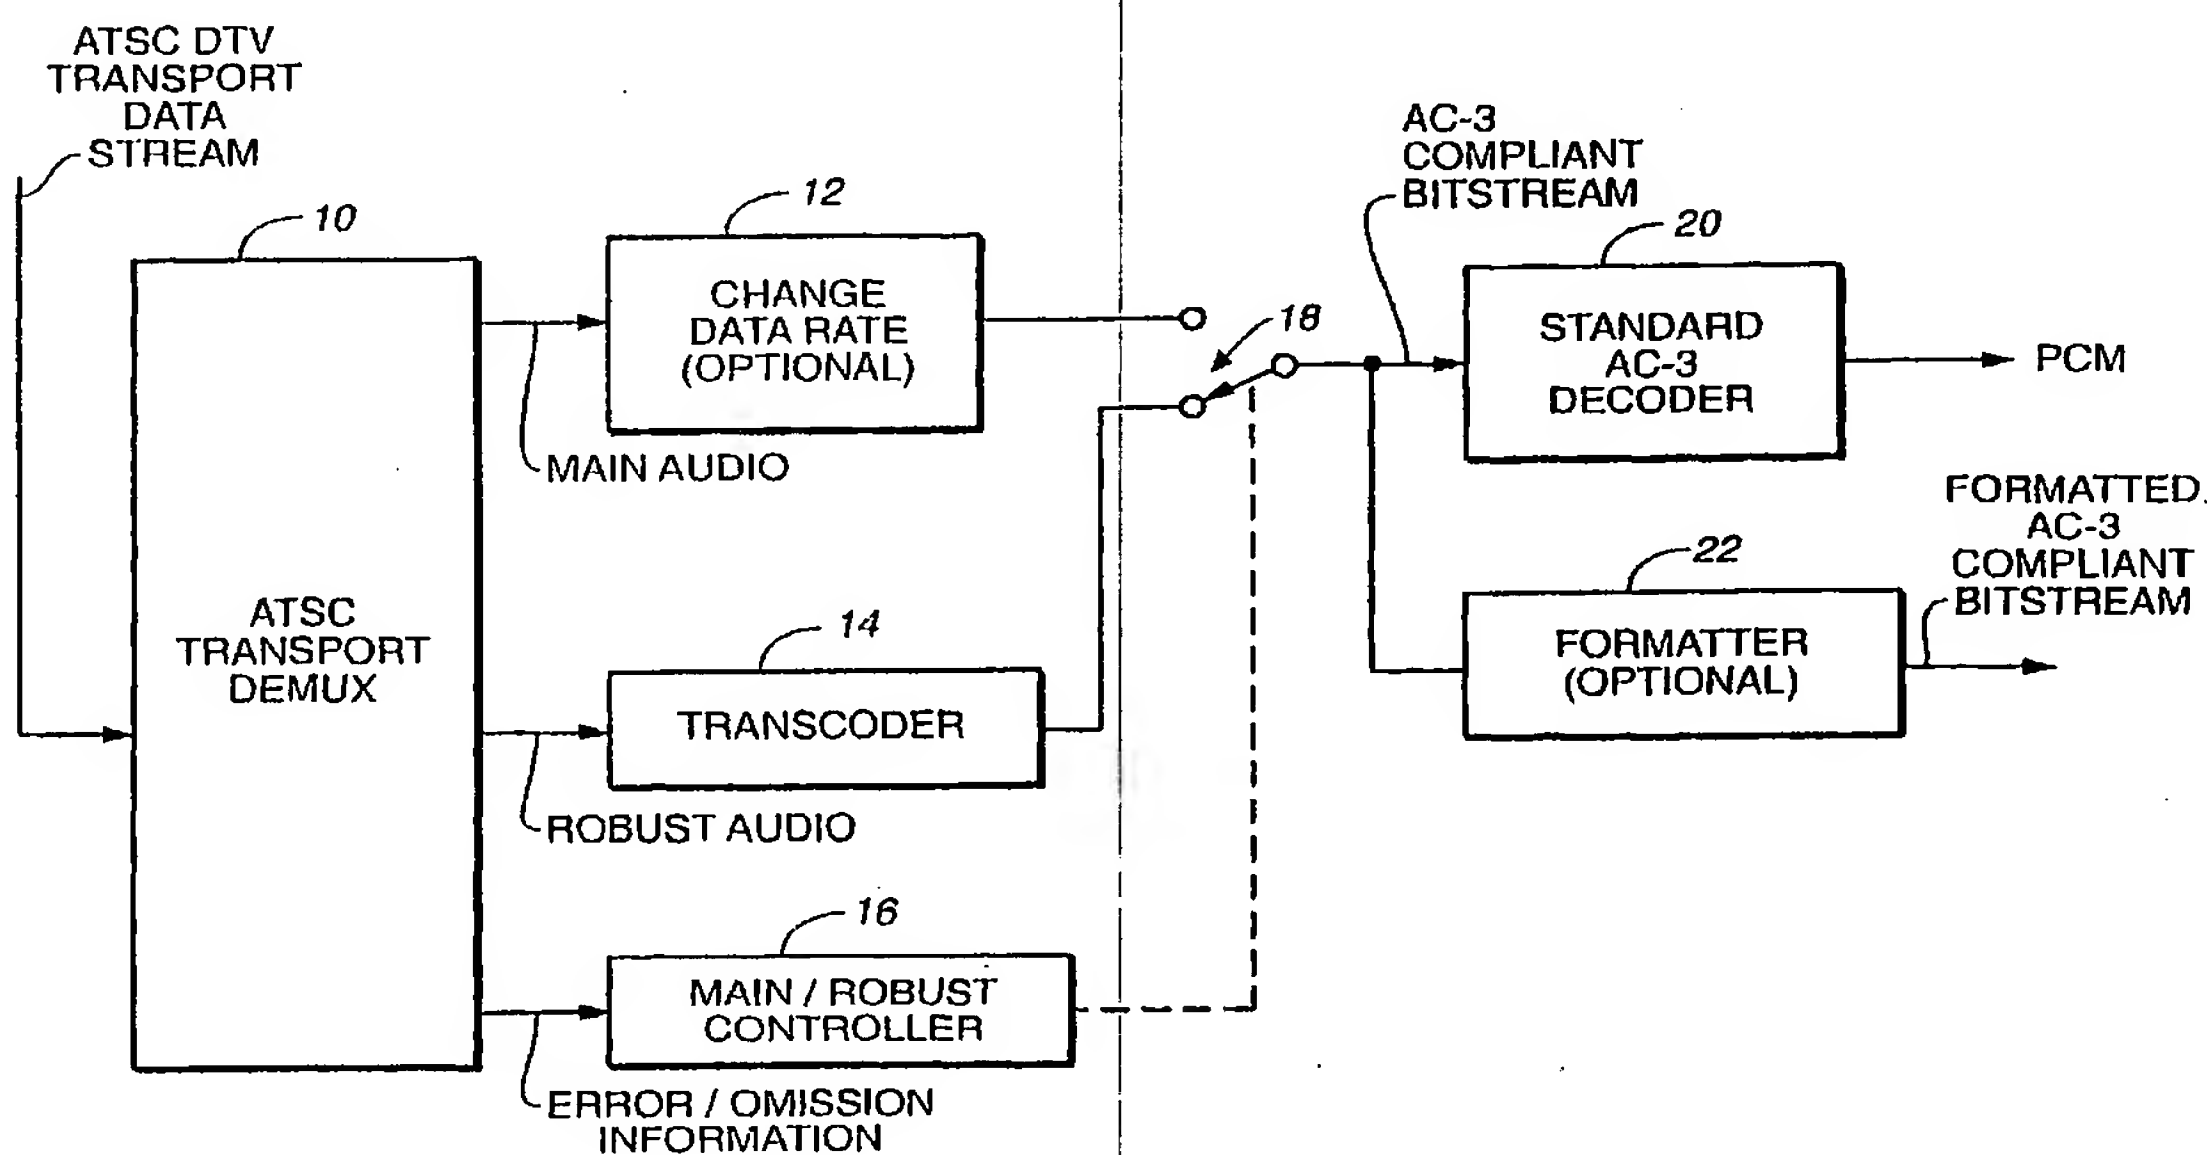 ATSC DTV
TRANSPORT
DATA
STREAM
10
ATSC
TRANSPORT
DEMUX
12
CHANGE
DATA RATE
(OPTIONAL)
MAIN AUDIO
14
TRANSCODER
ROBUST AUDIO
16
MAIN / ROBUST
CONTROLLER
ERROR / OMISSION
INFORMATION
18
AC-3
COMPLIANT
BITSTREAM
20
STANDARD
AC-3
DECODER
PCM
22
FORMATTER
(OPTIONAL)
FORMATTED
AC-3
COMPLIANT
BITSTREAM